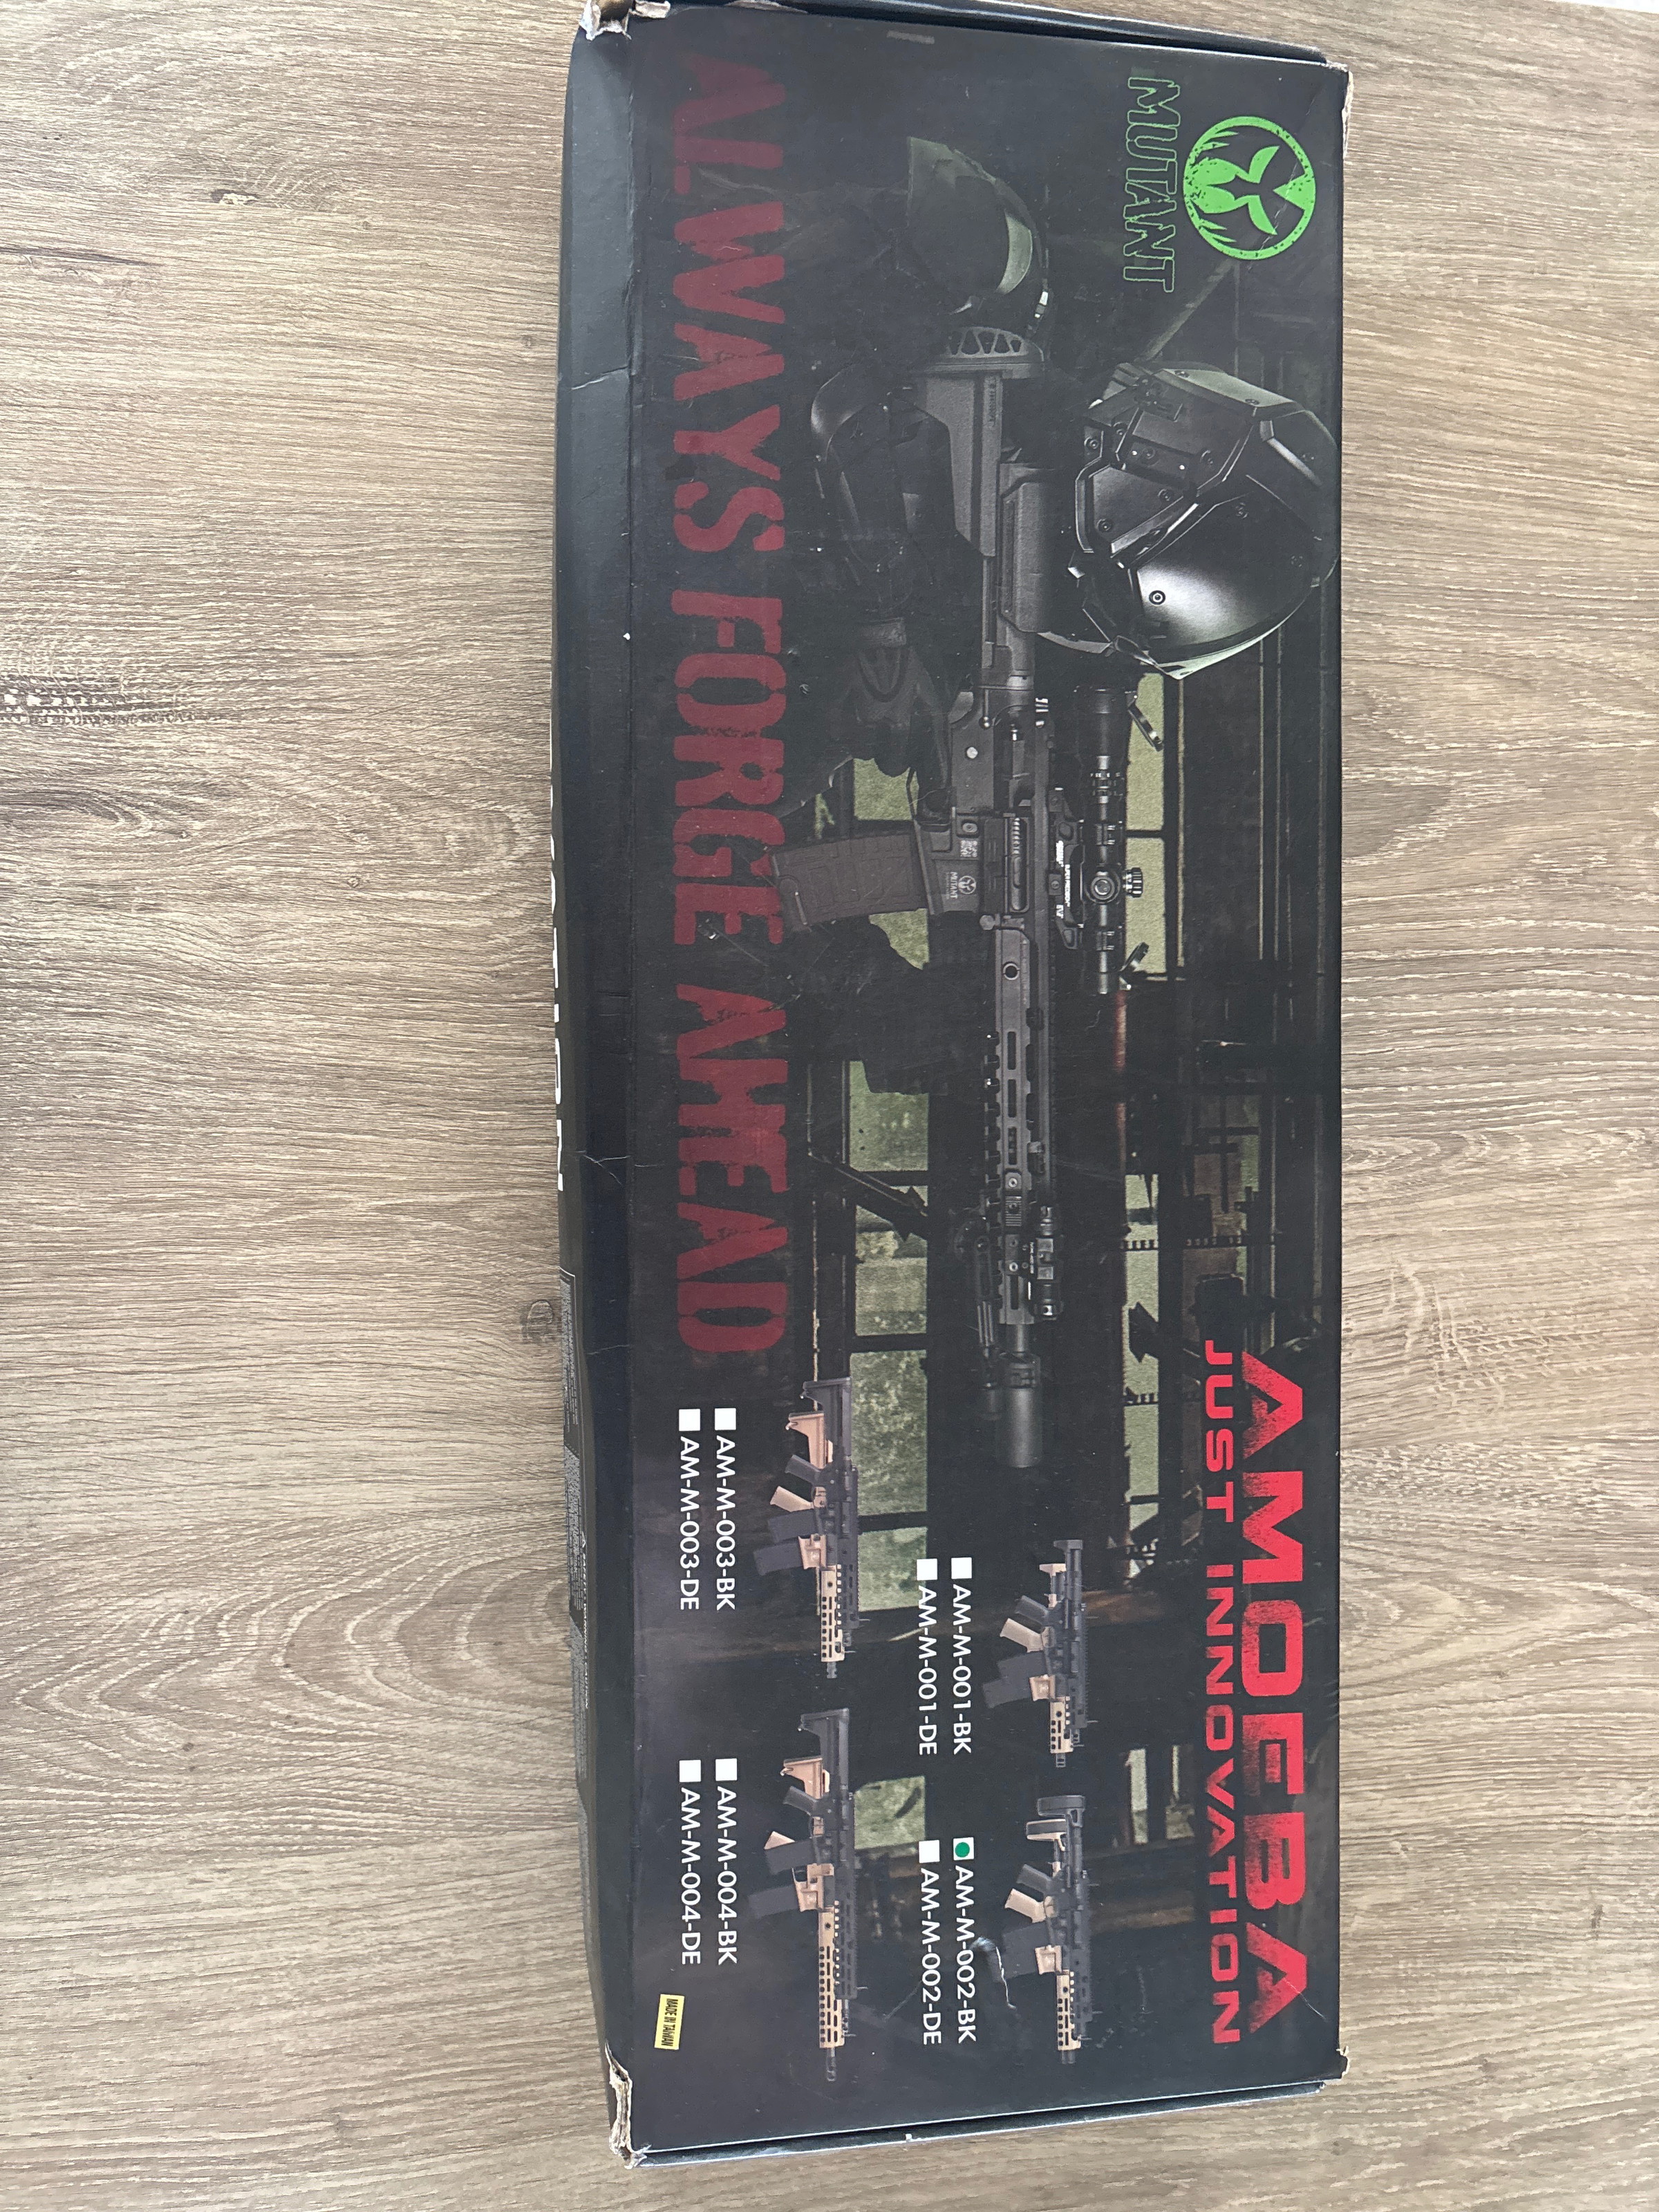 MUTANT
AMOEBA
JUST INNOVATION
AM-M-001-BK
AM-M-001-DE
AM-M-002-BK
AM-M-002-DE
AM-M-003-BK
AM-M-003-DE
AM-M-004-BK
AM-M-004-DE
ALWAYS FORGE AHEAD
MADE IN TAIWAN
MUTANT